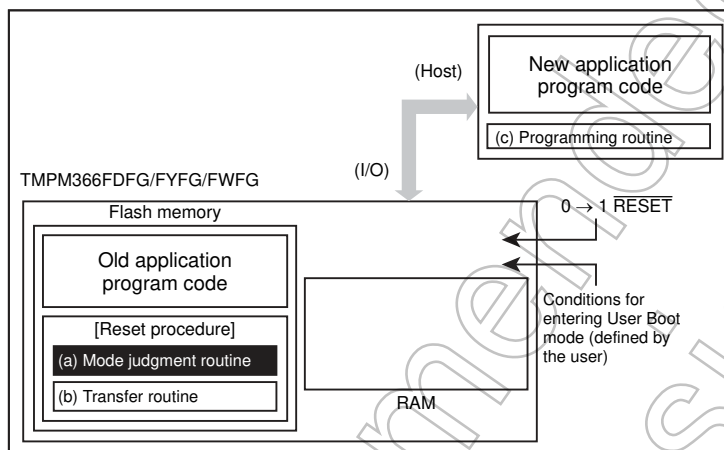 New application
program code
(Host)
(c) Programming routine
(I/O)
TMPM366FDFG/FYFG/FWFG
Flash memory
0 → 1 RESET
Old application
program code
[Reset procedure]
(a) Mode judgment routine
(b) Transfer routine
RAM
Conditions for
entering User Boot
mode (defined by
the user)